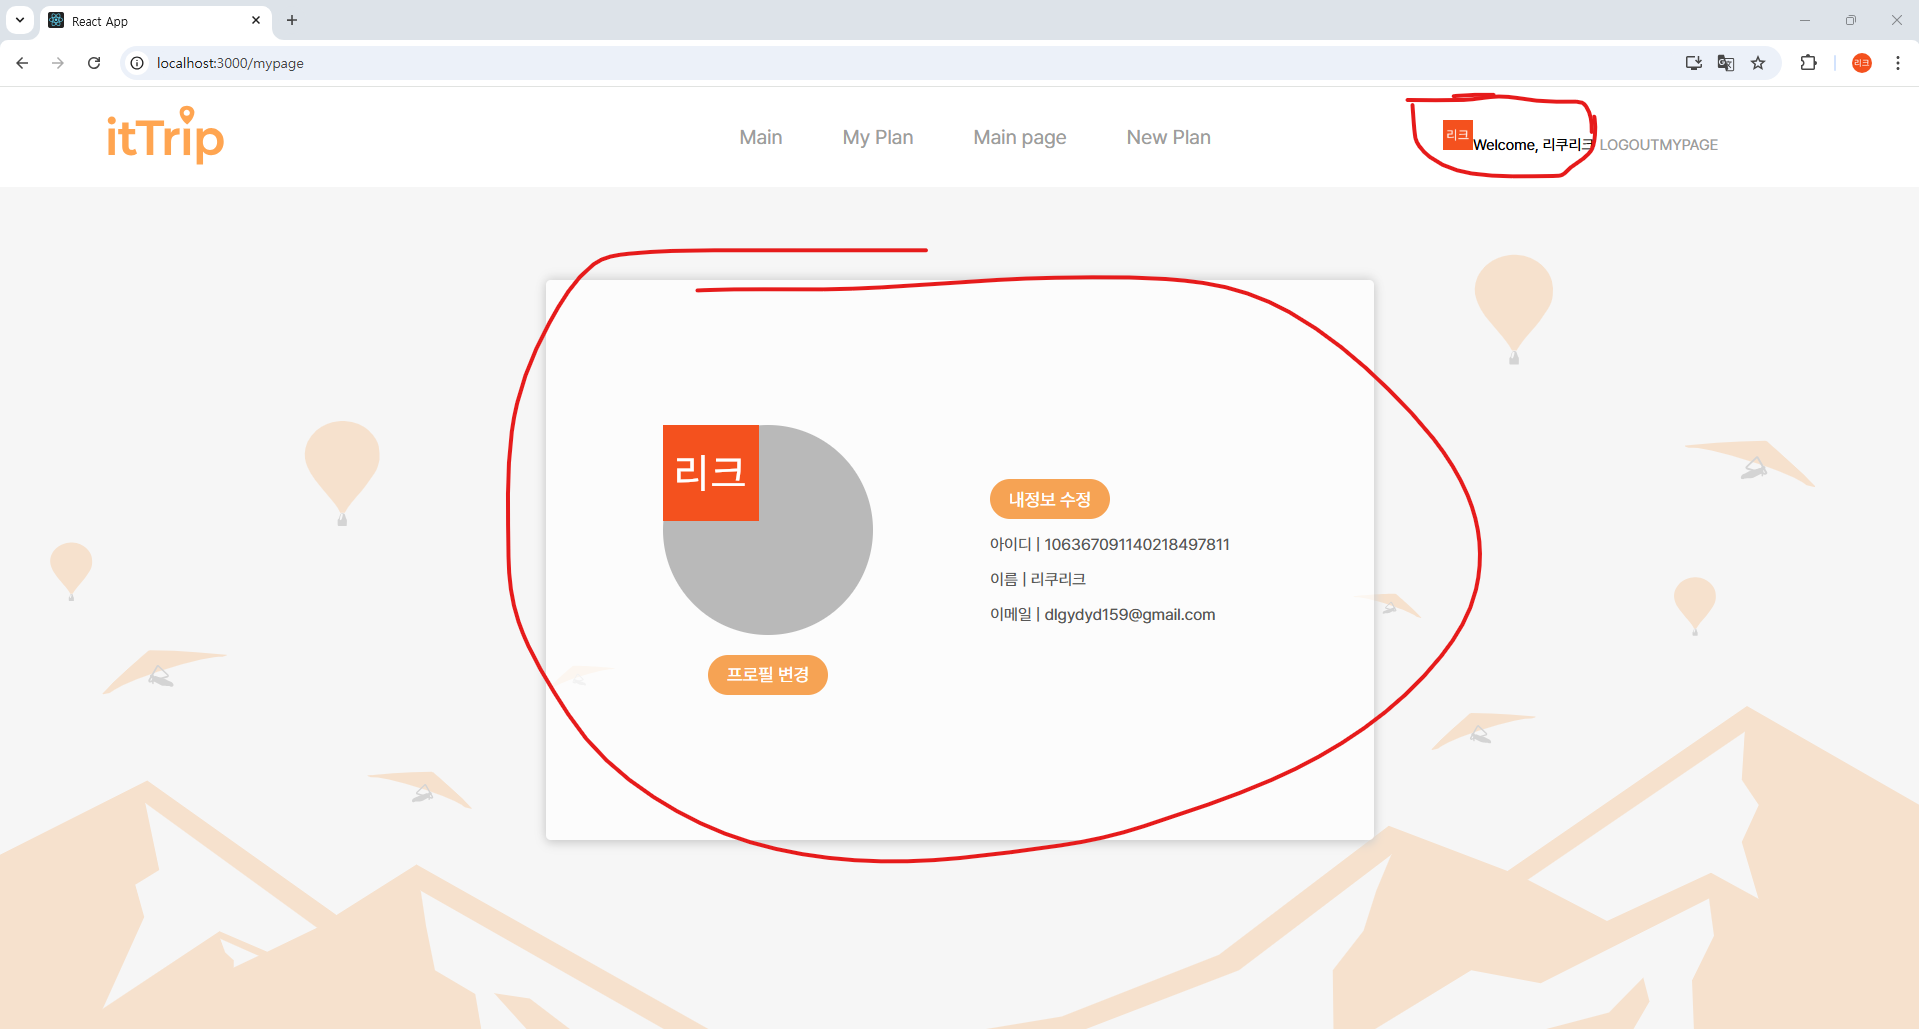 React App
localhost:3000/mypage
리크
itTrip
Main
My Plan
Main page
New Plan
리크
Welcome, 리쿠리크 LOGOUTMYPAGE
리크
내정보 수정
아이디 | 106367091140218497811
이름 | 리쿠리크
이메일 | dlgydyd159@gmail.com
프로필 변경